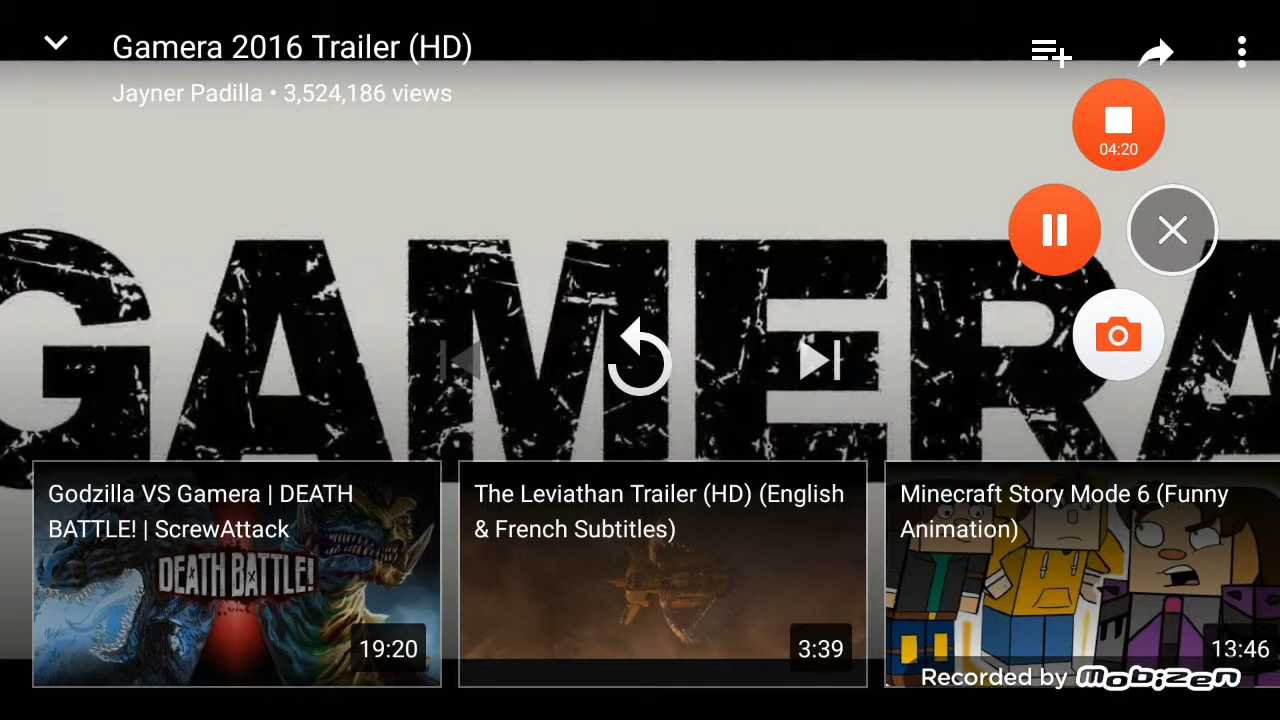 Gamera 2016 Trailer (HD)
Jayner Padilla • 3,524,186 views
04:20
GAMERA
Godzilla VS Gamera | DEATH
BATTLE! | ScrewAttack
DEATH BATTLE!
19:20
The Leviathan Trailer (HD) (English
& French Subtitles)
3:39
Minecraft Story Mode 6 (Funny
Animation)
13:46
Recorded by Mobizen